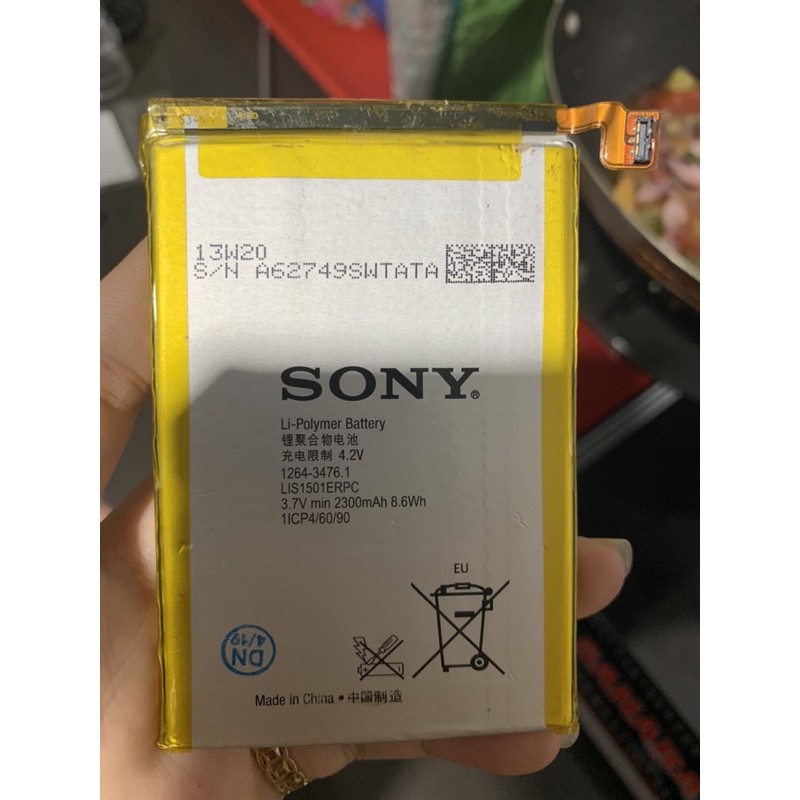 13W20
S/N A62749SWTATA
SONY®
Li-Polymer Battery
锂聚合物电池
充电限制 4.2V
1264-3476.1
LIS1501ERPC
3.7V min 2300mAh 8.6Wh
1ICP4/60/90
EU
DN
4/19
Made in China • 中国制造